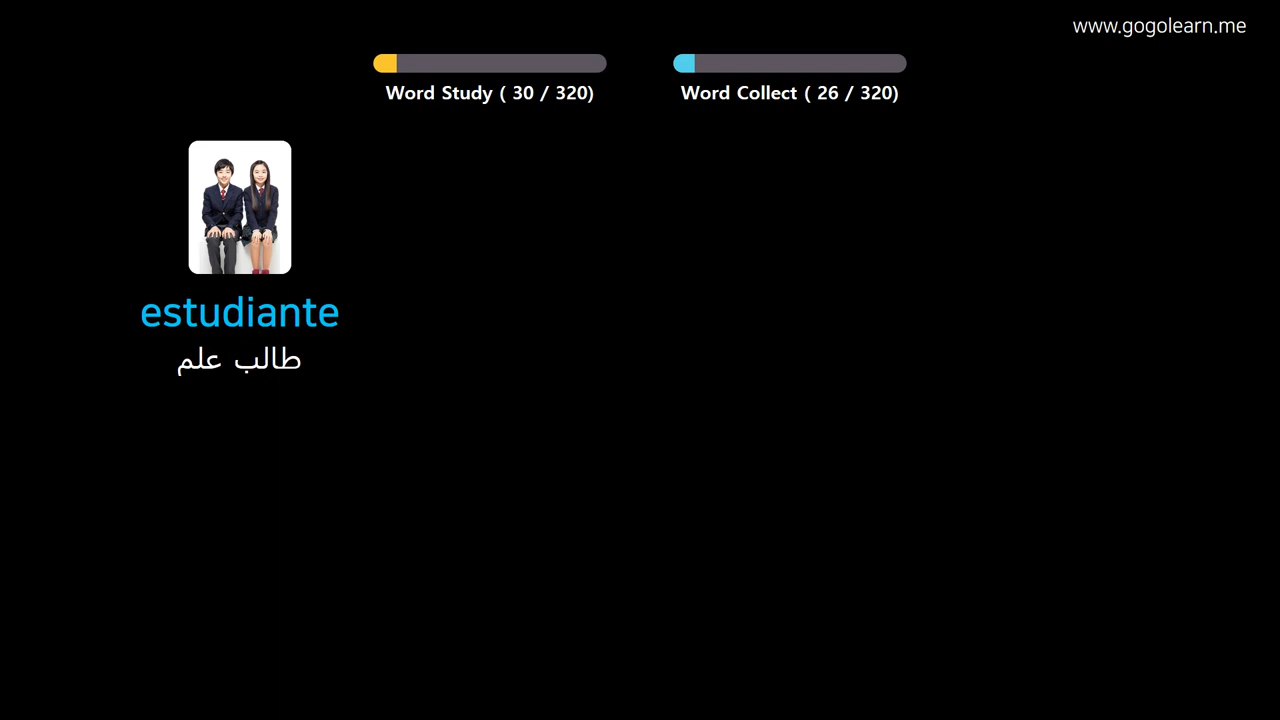 www.gogolearn.me
Word Study ( 30 / 320)
Word Collect ( 26 / 320)
estudiante
طالب علم